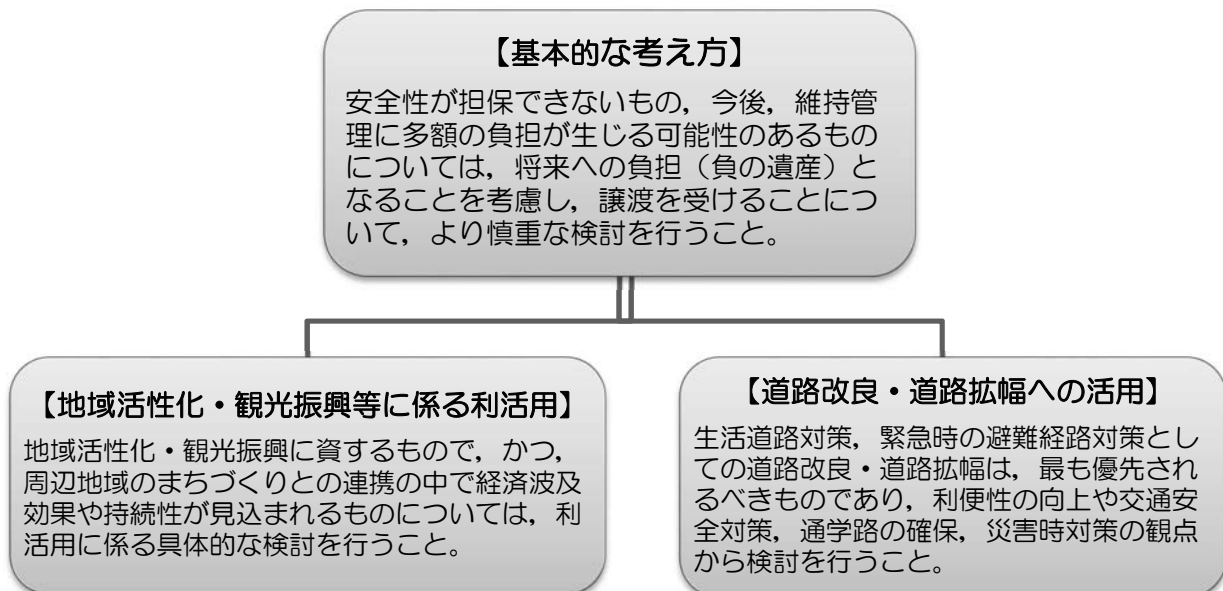 【基本的な考え方】
安全性が担保できないもの，今後，維持管
理に多額の負担が生じる可能性のあるもの
については，将来への負担（負の遺産）と
なることを考慮し，譲渡を受けることにつ
いて，より慎重な検討を行うこと。
【地域活性化・観光振興等に係る利活用】
地域活性化・観光振興に資するもので，かつ，
周辺地域のまちづくりとの連携の中で経済波及
効果や持続性が見込まれるものについては，利
活用に係る具体的な検討を行うこと。
【道路改良・道路拡幅への活用】
生活道路対策，緊急時の避難経路対策とし
ての道路改良・道路拡幅は，最も優先され
るべきものであり，利便性の向上や交通安
全対策，通学路の確保，災害時対策の観点
から検討を行うこと。